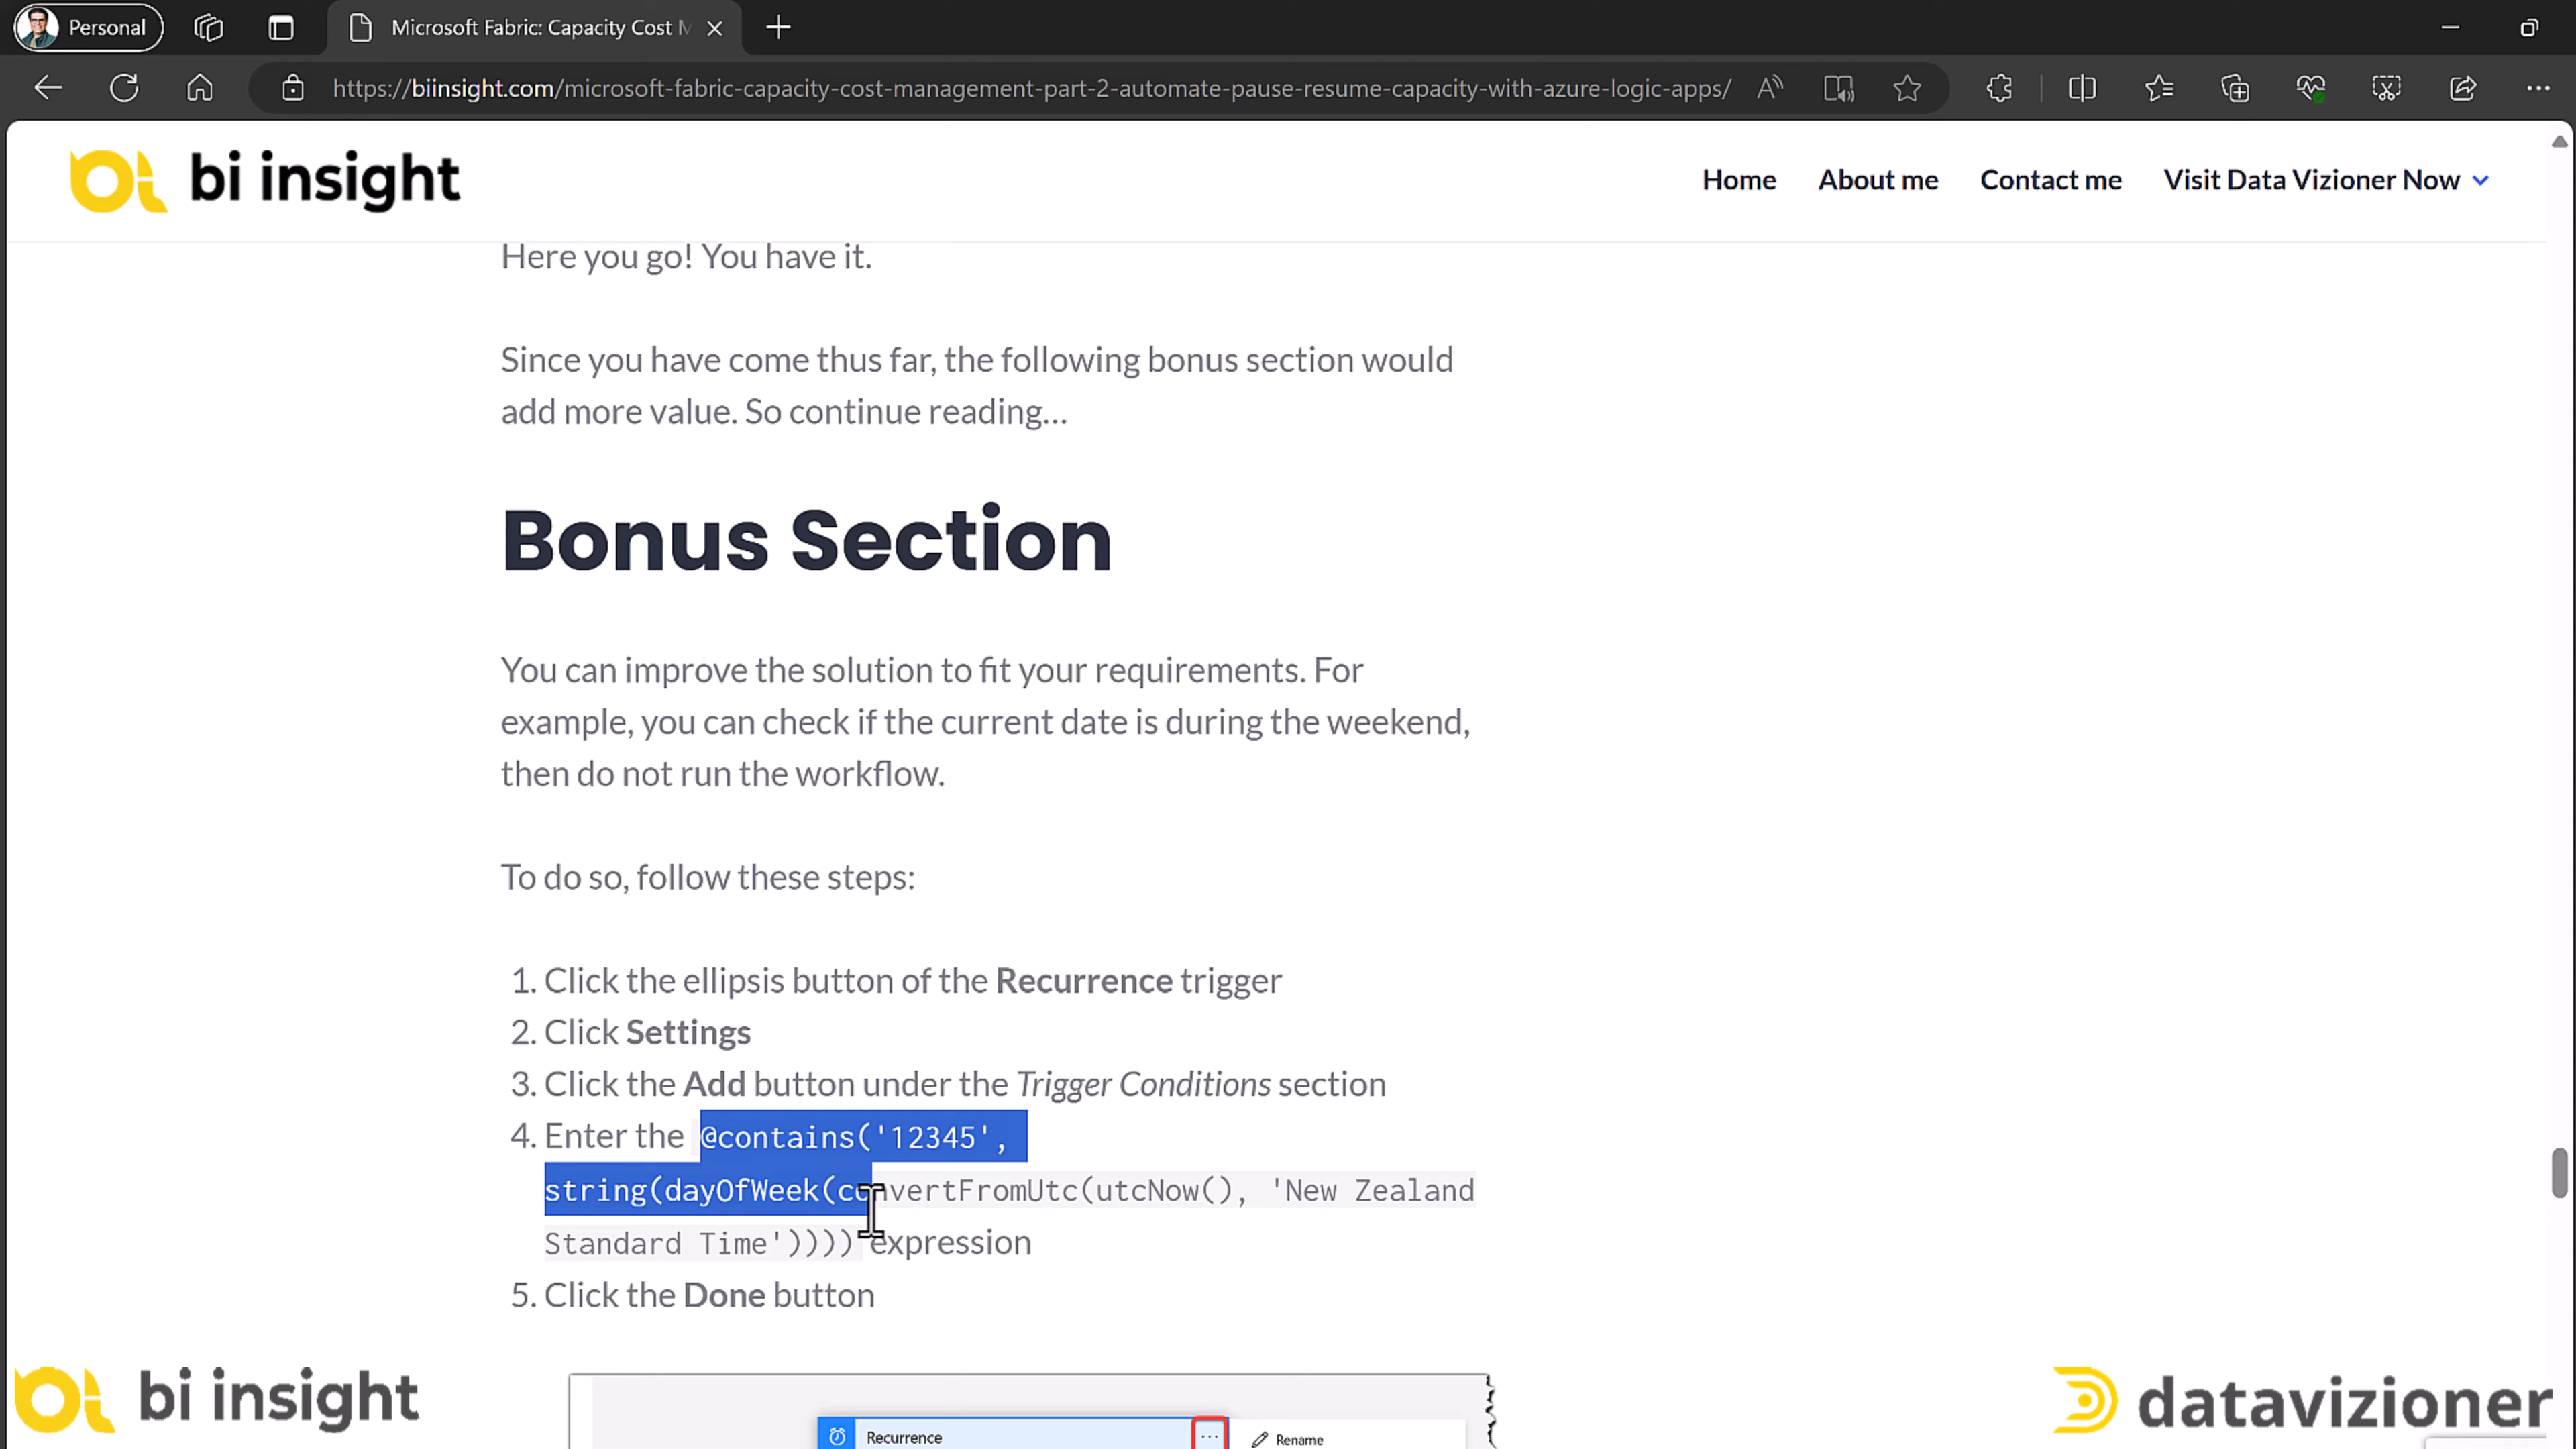 Personal
Microsoft Fabric: Capacity Cost M
https://biinsight.com/microsoft-fabric-capacity-cost-management-part-2-automate-pause-resume-capacity-with-azure-logic-apps/
bi insight
Home
About me
Contact me
Visit Data Vizioner Now
Here you go! You have it.
Since you have come thus far, the following bonus section would
add more value. So continue reading…
Bonus Section
You can improve the solution to fit your requirements. For
example, you can check if the current date is during the weekend,
then do not run the workflow.
To do so, follow these steps:
1. Click the ellipsis button of the Recurrence trigger
2. Click Settings
3. Click the Add button under the Trigger Conditions section
4. Enter the @contains('12345',
string(dayOfWeek(convertFromUtc(utcNow(), 'New Zealand
Standard Time')))) expression
5. Click the Done button
bi insight
datavizioner
Recurrence
...
Rename